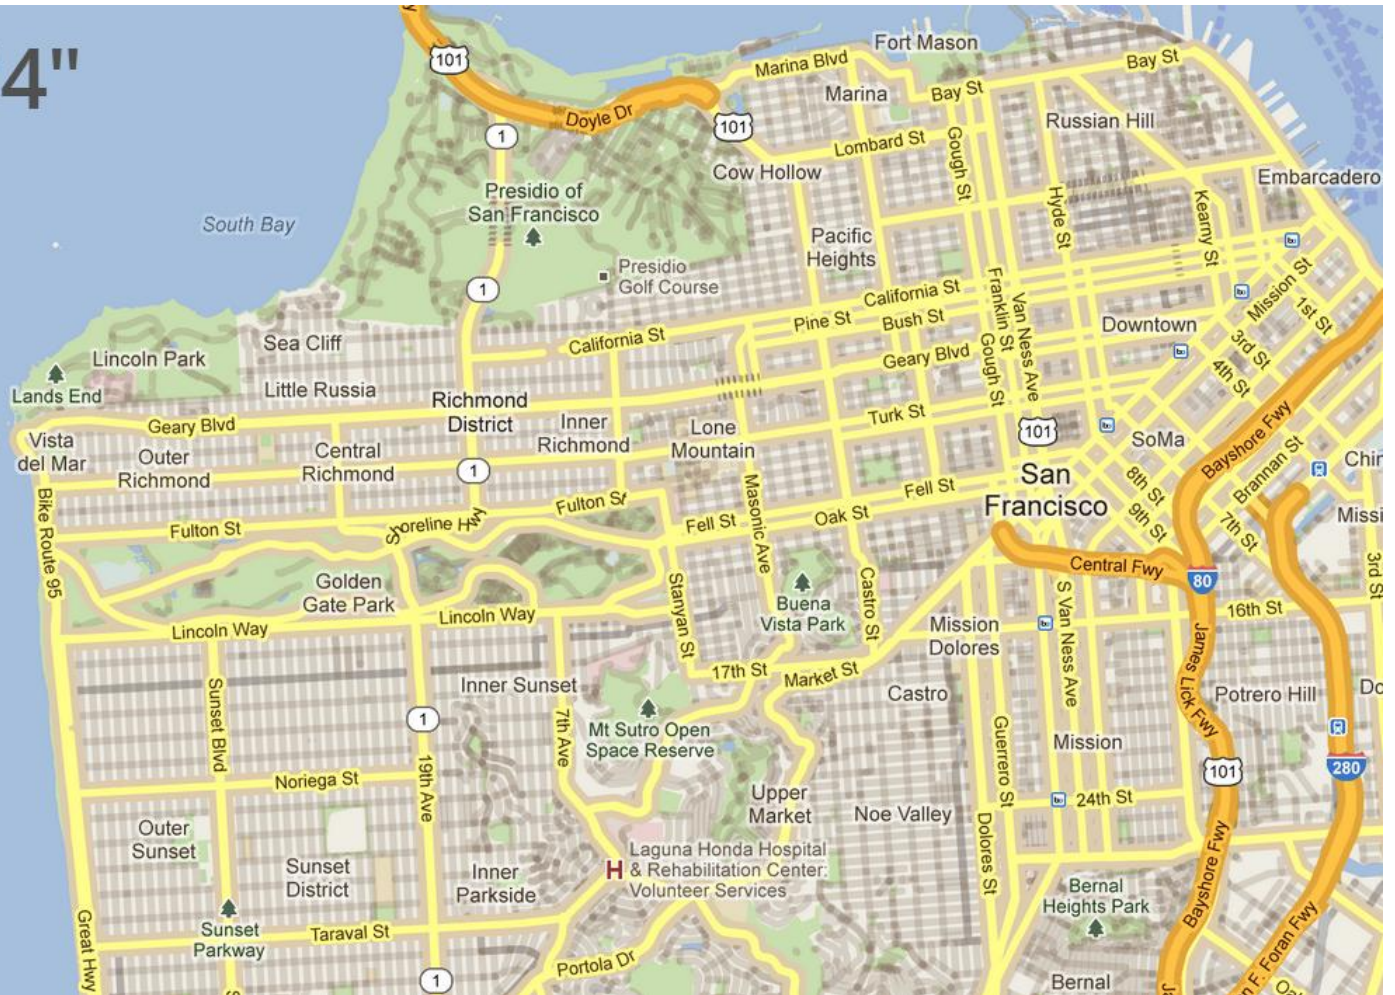 4"
101
Doyle Dr
101
1
Marina Blvd
Fort Mason
Marina
Bay St
Bay St
Russian Hill
Lombard St
Gough St
Cow Hollow
Embarcadero
Hyde St
Kearny St
Presidio of
San Francisco
South Bay
Pacific
Heights
Presidio
Golf Course
1
California St
Franklin St
Van Ness Ave
Mission St
1st St
Pine St
Bush St
Downtown
3rd St
4th St
California St
Sea Cliff
Lincoln Park
Lands End
Little Russia
Geary Blvd
Gough St
Richmond
District
Geary Blvd
Inner
Richmond
Lone
Mountain
Turk St
101
SoMa
Bayshore Fwy
Vista
del Mar
Outer
Richmond
Central
Richmond
1
San
Francisco
8th St
9th St
Brannan St
7th St
Chin
Missi
Bike Route 95
Fulton St
Shoreline Hwy
Fulton St
Fell St
Masonic Ave
Oak St
Fell St
Central Fwy
80
3rd St
Golden
Gate Park
Lincoln Way
Lincoln Way
Stanyan St
Buena
Vista Park
Castro St
Mission
Dolores
S Van Ness Ave
16th St
James Lick Fwy
17th St
Market St
Inner Sunset
Castro
Potrero Hill
Do
Sunset Blvd
1
7th Ave
Mt Sutro Open
Space Reserve
Guerrero St
Mission
101
280
Noriega St
19th Ave
Upper
Market
Noe Valley
24th St
Outer
Sunset
Sunset
District
Inner
Parkside
H
Laguna Honda Hospital
& Rehabilitation Center:
Volunteer Services
Dolores St
Bernal
Heights Park
Bayshore Fwy
Great Hwy
Sunset
Parkway
Taraval St
Portola Dr
1
Bernal
n F. Foran Fwy
Oa
S
Ja